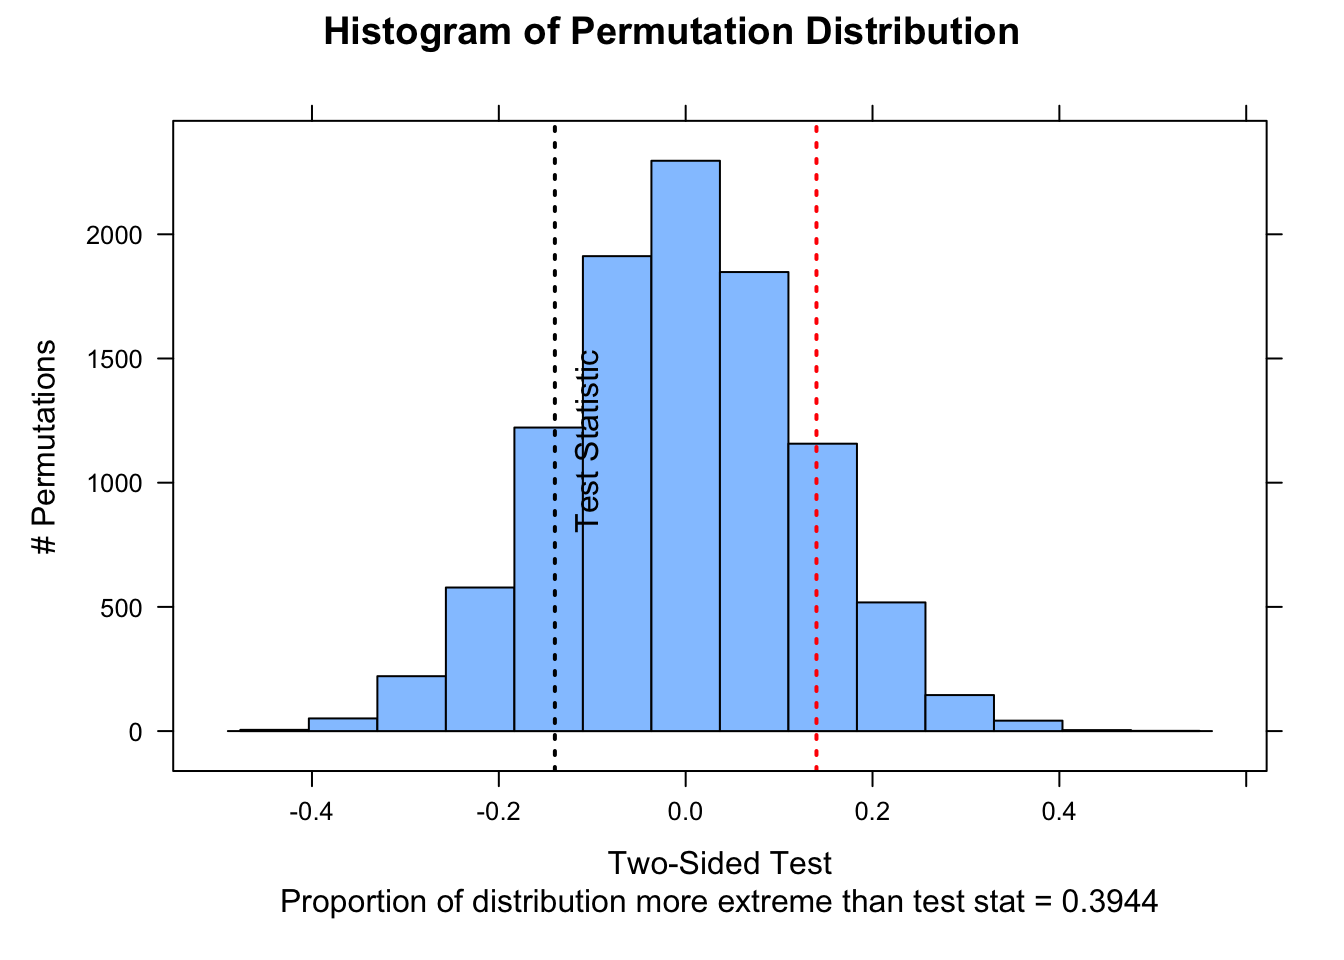 Histogram of Permutation Distribution
# Permutations
2000
1500
1000
500
0
Test Statistic
-0.4
-0.2
0.0
0.2
0.4
Two-Sided Test
Proportion of distribution more extreme than test stat = 0.3944